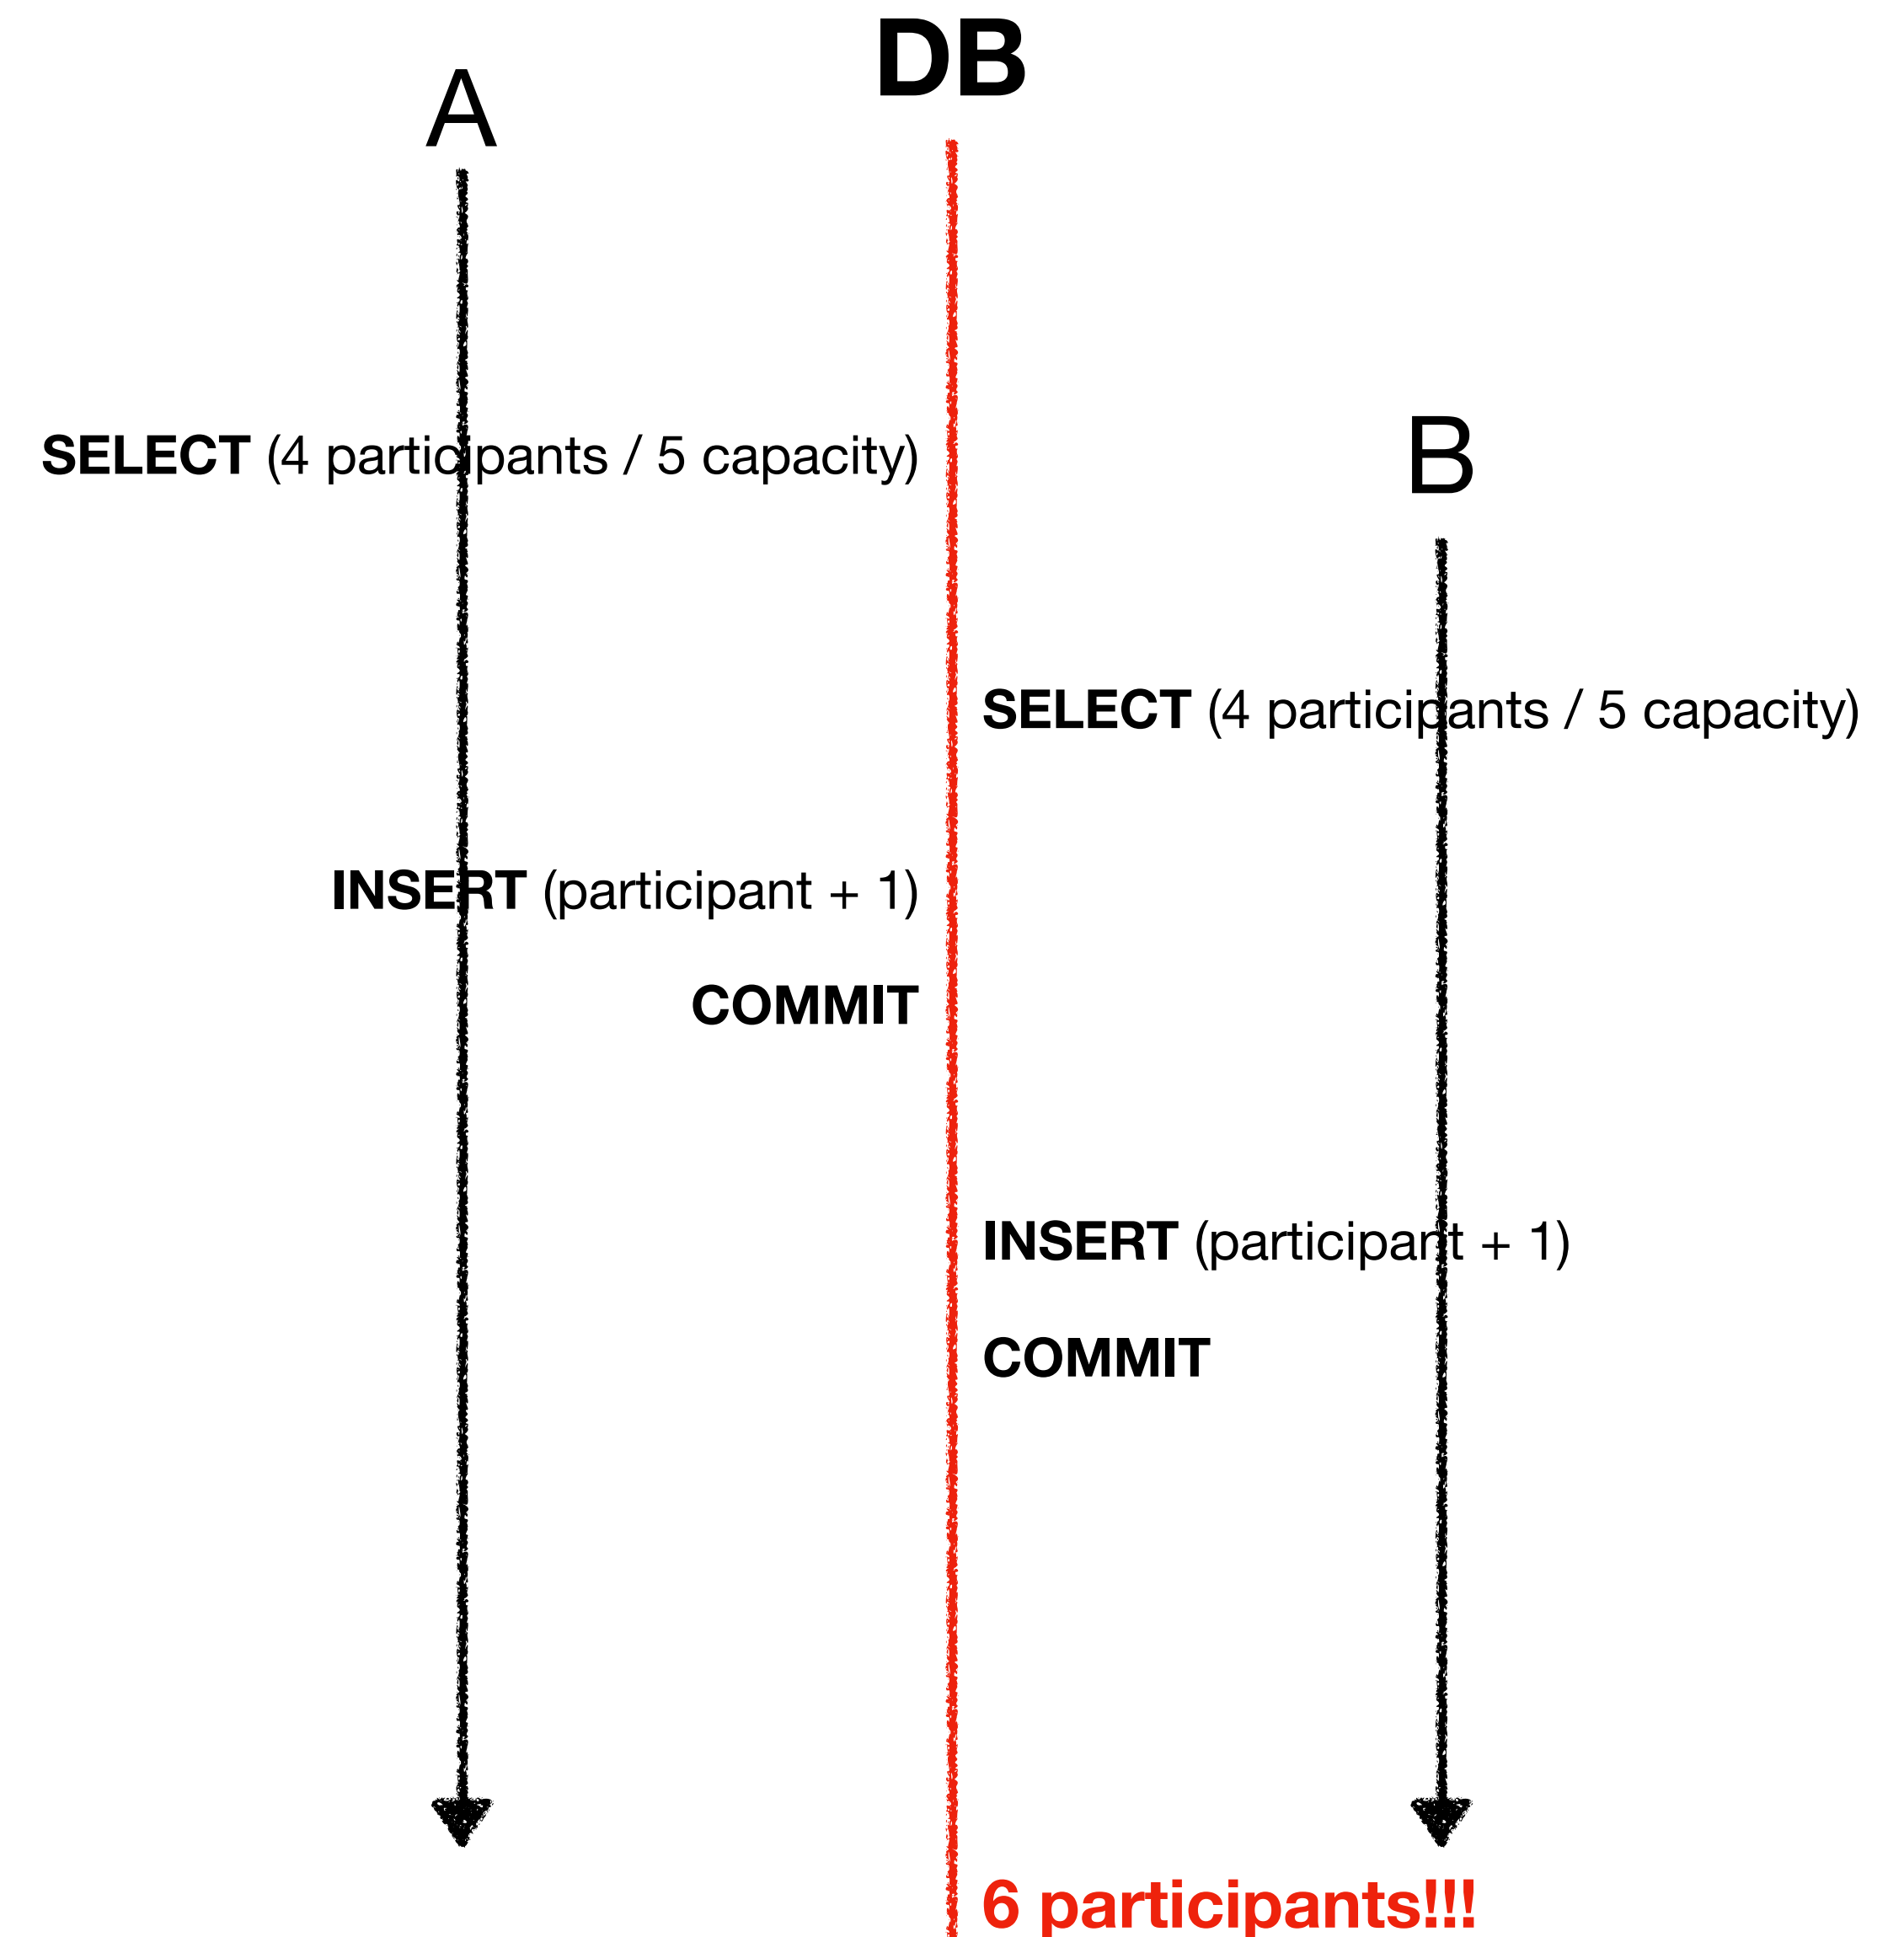 DB
A
SELECT (4 participants / 5 capacity)
B
SELECT (4 participants / 5 capacity)
INSERT (participant + 1)
COMMIT
INSERT (participant + 1)
COMMIT
6 participants!!!